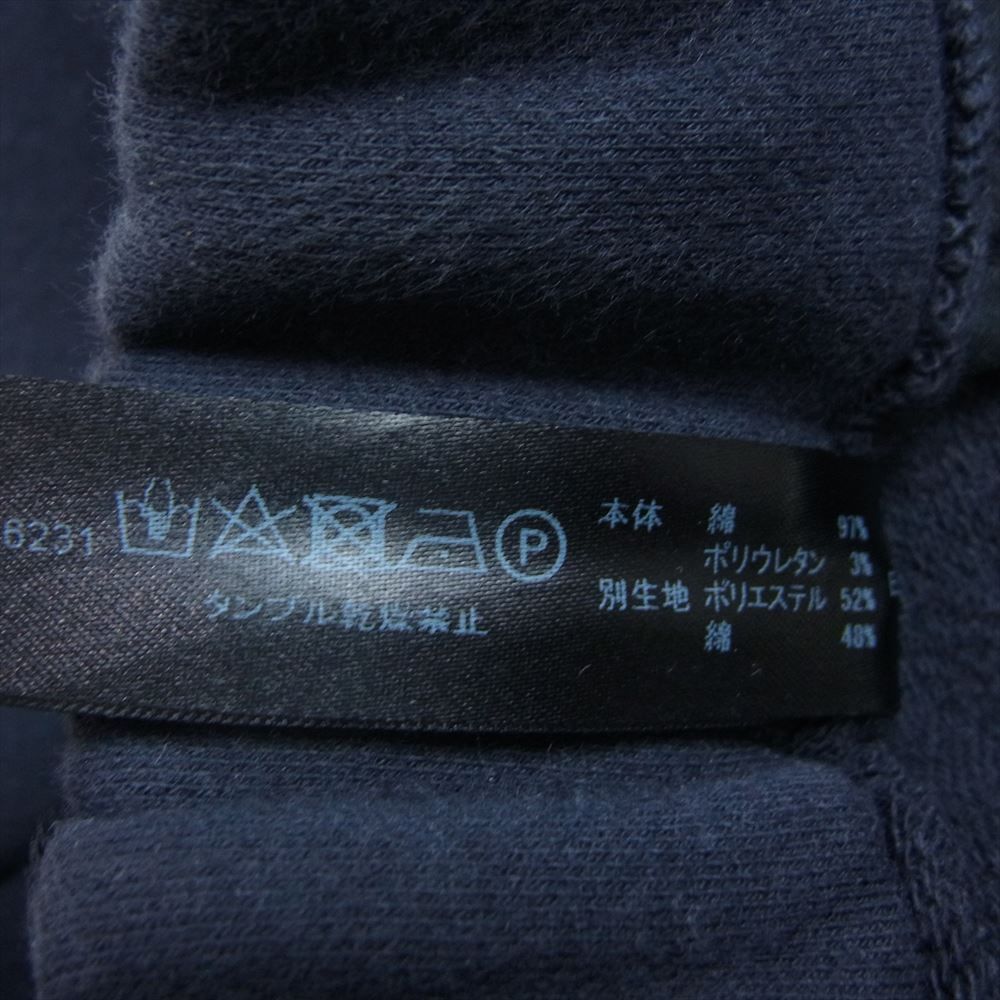 6231
P
タンブル乾燥禁止
本体 綿 97%
ポリウレタン 3%
別生地 ポリエステル 52%
綿 48%